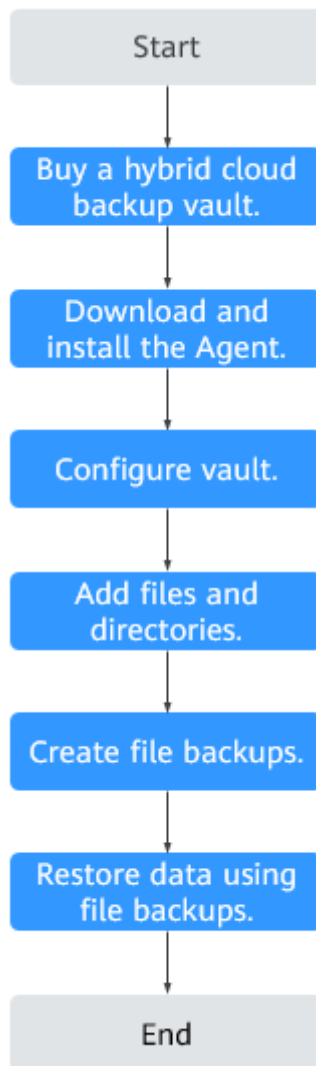 Start
Buy a hybrid cloud
backup vault.
Download and
install the Agent.
Configure vault.
Add files and
directories.
Create file backups.
Restore data using
file backups.
End